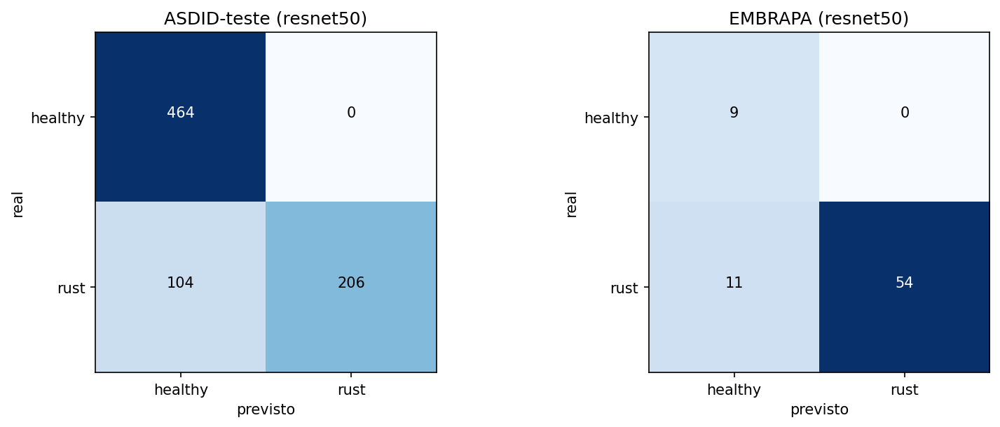 ASDID-teste (resnet50)
healthy
rust
real
464
0
104
206
healthy
rust
previsto
EMBRAPA (resnet50)
healthy
rust
real
9
0
11
54
healthy
rust
previsto